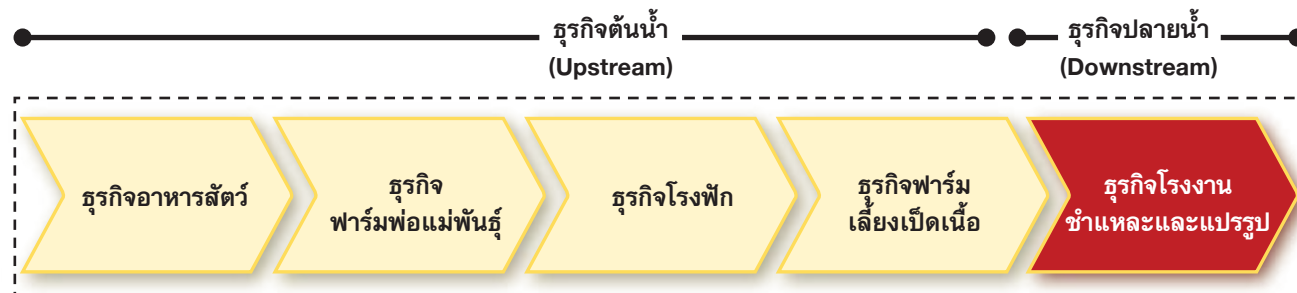 ธุรกิจต้นน้ำ
(Upstream)
ธุรกิจปลายน้ำ
(Downstream)
ธุรกิจอาหารสัตว์
ธุรกิจ
ฟาร์มพ่อแม่พันธุ์
ธุรกิจโรงฟัก
ธุรกิจฟาร์ม
เลี้ยงเป็ดเนื้อ
ธุรกิจโรงงาน
ชำแหละและแปรรูป